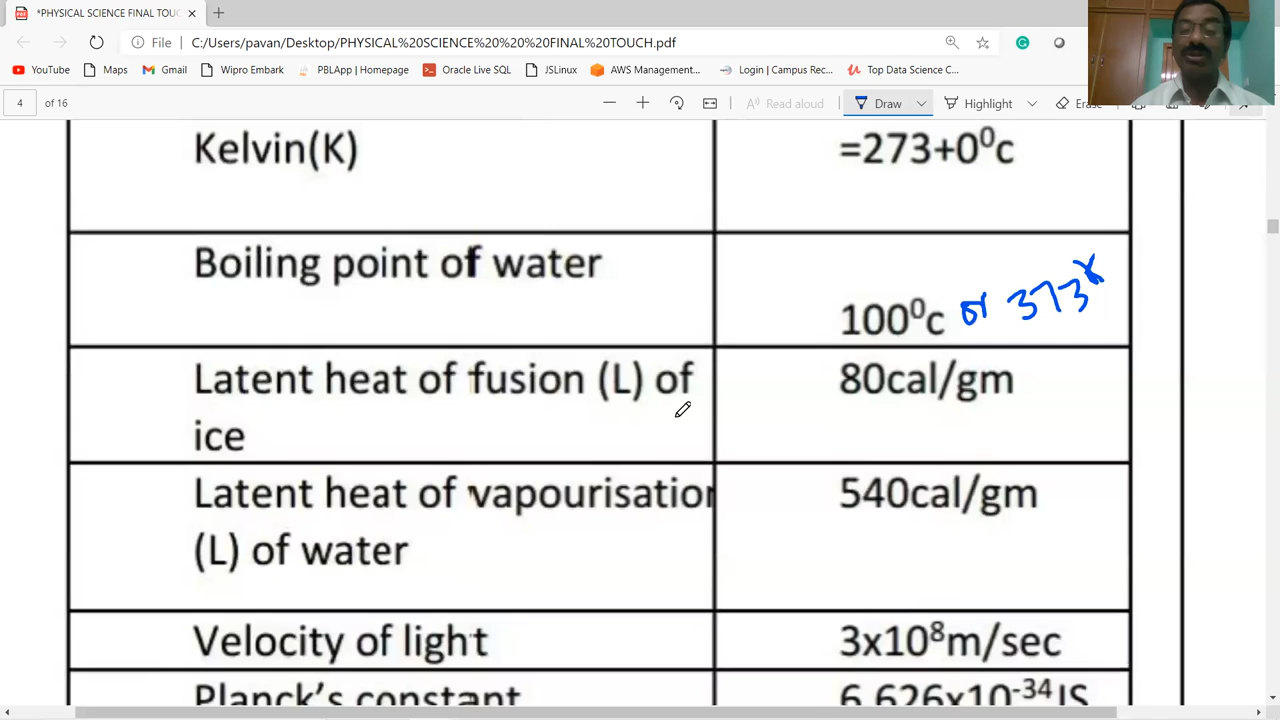 *PHYSICAL SCIENCE FINAL TOUC
File C:/Users/pavan/Desktop/PHYSICAL%20SCIENCE%20%20%20FINAL%20TOUCH.pdf
YouTube Maps Gmail Wipro Embark PBLApp | Homepage Oracle Live SQL JSLinux AWS Management... Login | Campus Rec... Top Data Science C...
4 of 16 Read aloud Draw Highlight Erase
Kelvin(K) =273+0⁰c
Boiling point of water
100⁰c or 373ᴷ
Latent heat of fusion (L) of 80cal/gm
ice
Latent heat of vapourisation 540cal/gm
(L) of water
Velocity of light 3x10⁸m/sec
Planck's constant 6.626x10⁻³⁴JS